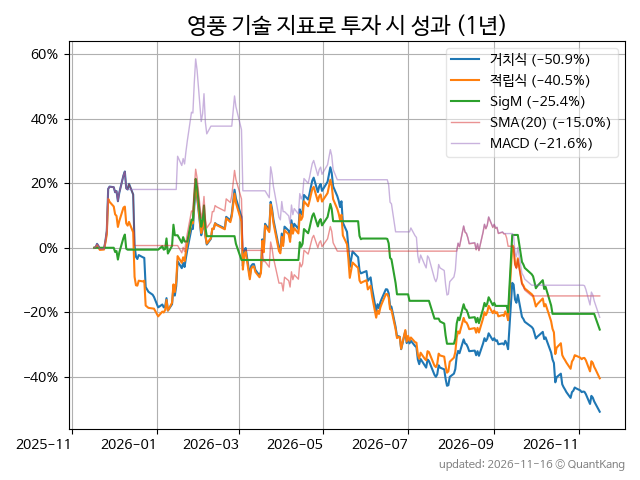 영풍 기술 지표로 투자 시 성과 (1년)
거치식 (−50.9%)
적립식 (−40.5%)
SigM (−25.4%)
SMA(20) (−15.0%)
MACD (−21.6%)
60%
40%
20%
0%
−20%
−40%
2025-11 2026-01 2026-03 2026-05 2026-07 2026-09 2026-11
updated: 2026-11-16 © QuantKang